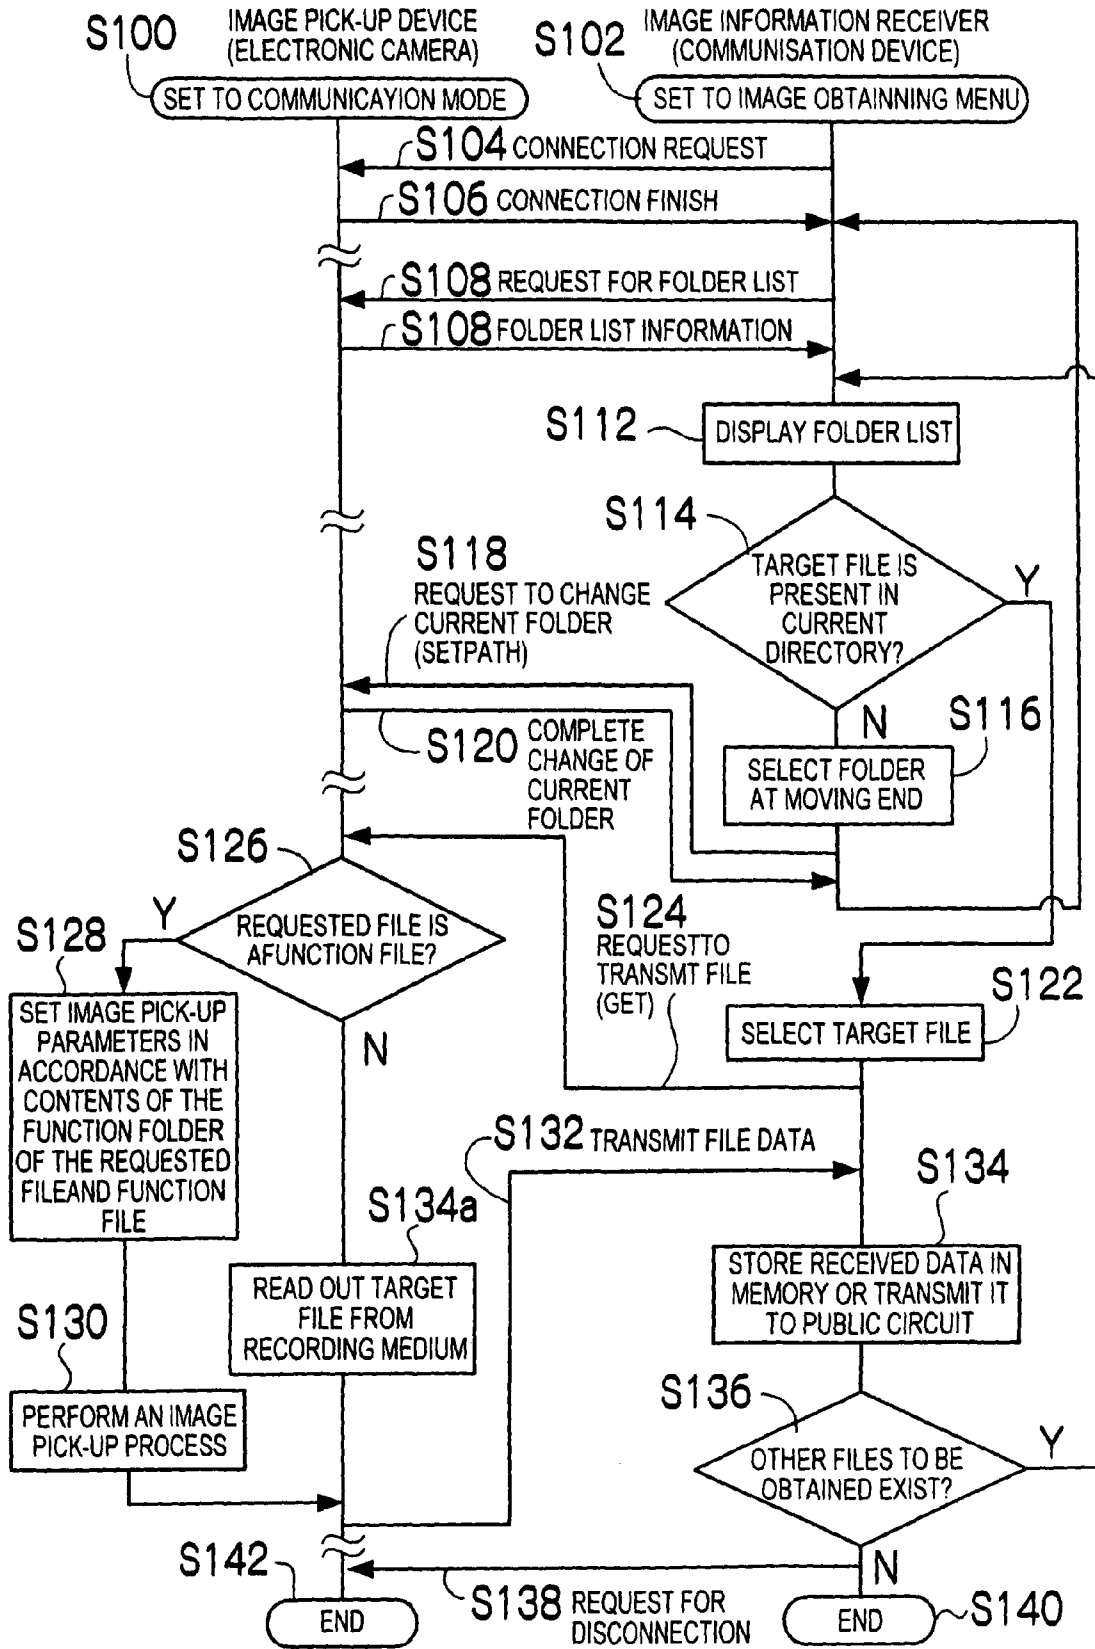 IMAGE PICK-UP DEVICE
(ELECTRONIC CAMERA)
IMAGE INFORMATION RECEIVER
(COMMUNISATION DEVICE)
S100
SET TO COMMUNICAYION MODE
S102
SET TO IMAGE OBTAINNING MENU
S104 CONNECTION REQUEST
S106 CONNECTION FINISH
S108 REQUEST FOR FOLDER LIST
S108 FOLDER LIST INFORMATION
S112
DISPLAY FOLDER LIST
S114
TARGET FILE IS
PRESENT IN
CURRENT
DIRECTORY?
Y
N
S118
REQUEST TO CHANGE
CURRENT FOLDER
(SETPATH)
S116
SELECT FOLDER
AT MOVING END
S120
COMPLETE
CHANGE OF
CURRENT
FOLDER
S126
REQUESTED FILE IS
AFUNCTION FILE?
Y
N
S124
REQUESTTO
TRANSMT FILE
(GET)
S122
SELECT TARGET FILE
S128
SET IMAGE PICK-UP
PARAMETERS IN
ACCORDANCE WITH
CONTENTS OF THE
FUNCTION FOLDER
OF THE REQUESTED
FILEAND FUNCTION
FILE
S132 TRANSMIT FILE DATA
S134a
READ OUT TARGET
FILE FROM
RECORDING MEDIUM
S134
STORE RECEIVED DATA IN
MEMORY OR TRANSMIT IT
TO PUBLIC CIRCUIT
S130
PERFORM AN IMAGE
PICK-UP PROCESS
S136
OTHER FILES TO BE
OBTAINED EXIST?
Y
N
S142
END
S138 REQUEST FOR
DISCONNECTION
S140
END